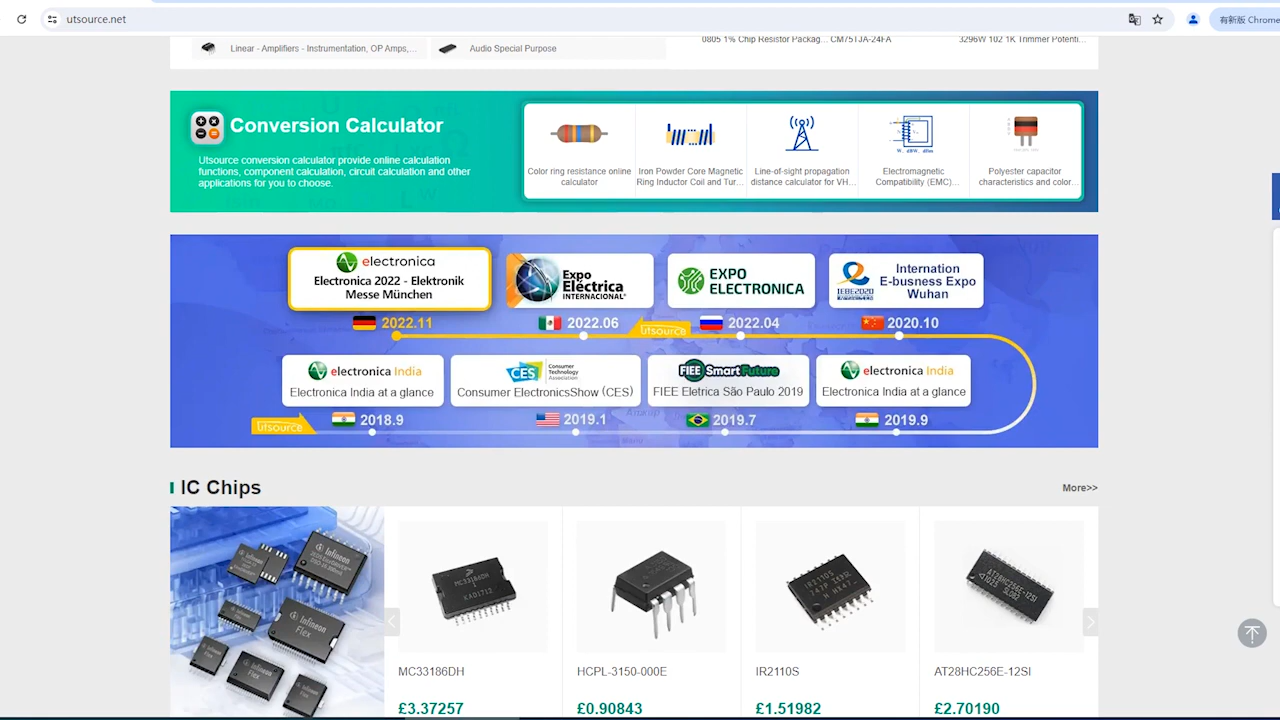 utsource.net
有新版 Chrome
Linear - Amplifiers - Instrumentation, OP Amps,...
Audio Special Purpose
0805 1% Chip Resistor Packag...
CM751JA-24FA
3296W 102 1K Trimmer Potenti...
Conversion Calculator
Utsource conversion calculator provide online calculation
functions, component calculation, circuit calculation and other
applications for you to choose.
Color ring resistance online
calculator
Iron Powder Core Magnetic
Ring Inductor Coil and Tur...
Line-of-sight propagation
distance calculator for VH...
Electromagnetic
Compatibility (EMC)...
Polyester capacitor
characteristics and color...
electronica
Electronica 2022 - Elektronik
Messe München
Expo
Eléctrica
INTERNACIONAL
EXPO
ELECTRONICA
IEBE2020
Internation
E-busness Expo
Wuhan
2022.11
2022.06
utsource
2022.04
2020.10
electronica India
Electronica India at a glance
CES
Consumer
Technology
Association
Consumer ElectronicsShow (CES)
FIEE SmartFuture
FIEE Eletrica São Paulo 2019
electronica India
Electronica India at a glance
utsource
2018.9
2019.1
2019.7
2019.9
IC Chips
More>>
Infineon
Infineon
Flex
MC33186DH
HCPL-3150-000E
IR2110S
AT28HC256E-12SI
£3.37257
£0.90843
£1.51982
£2.70190